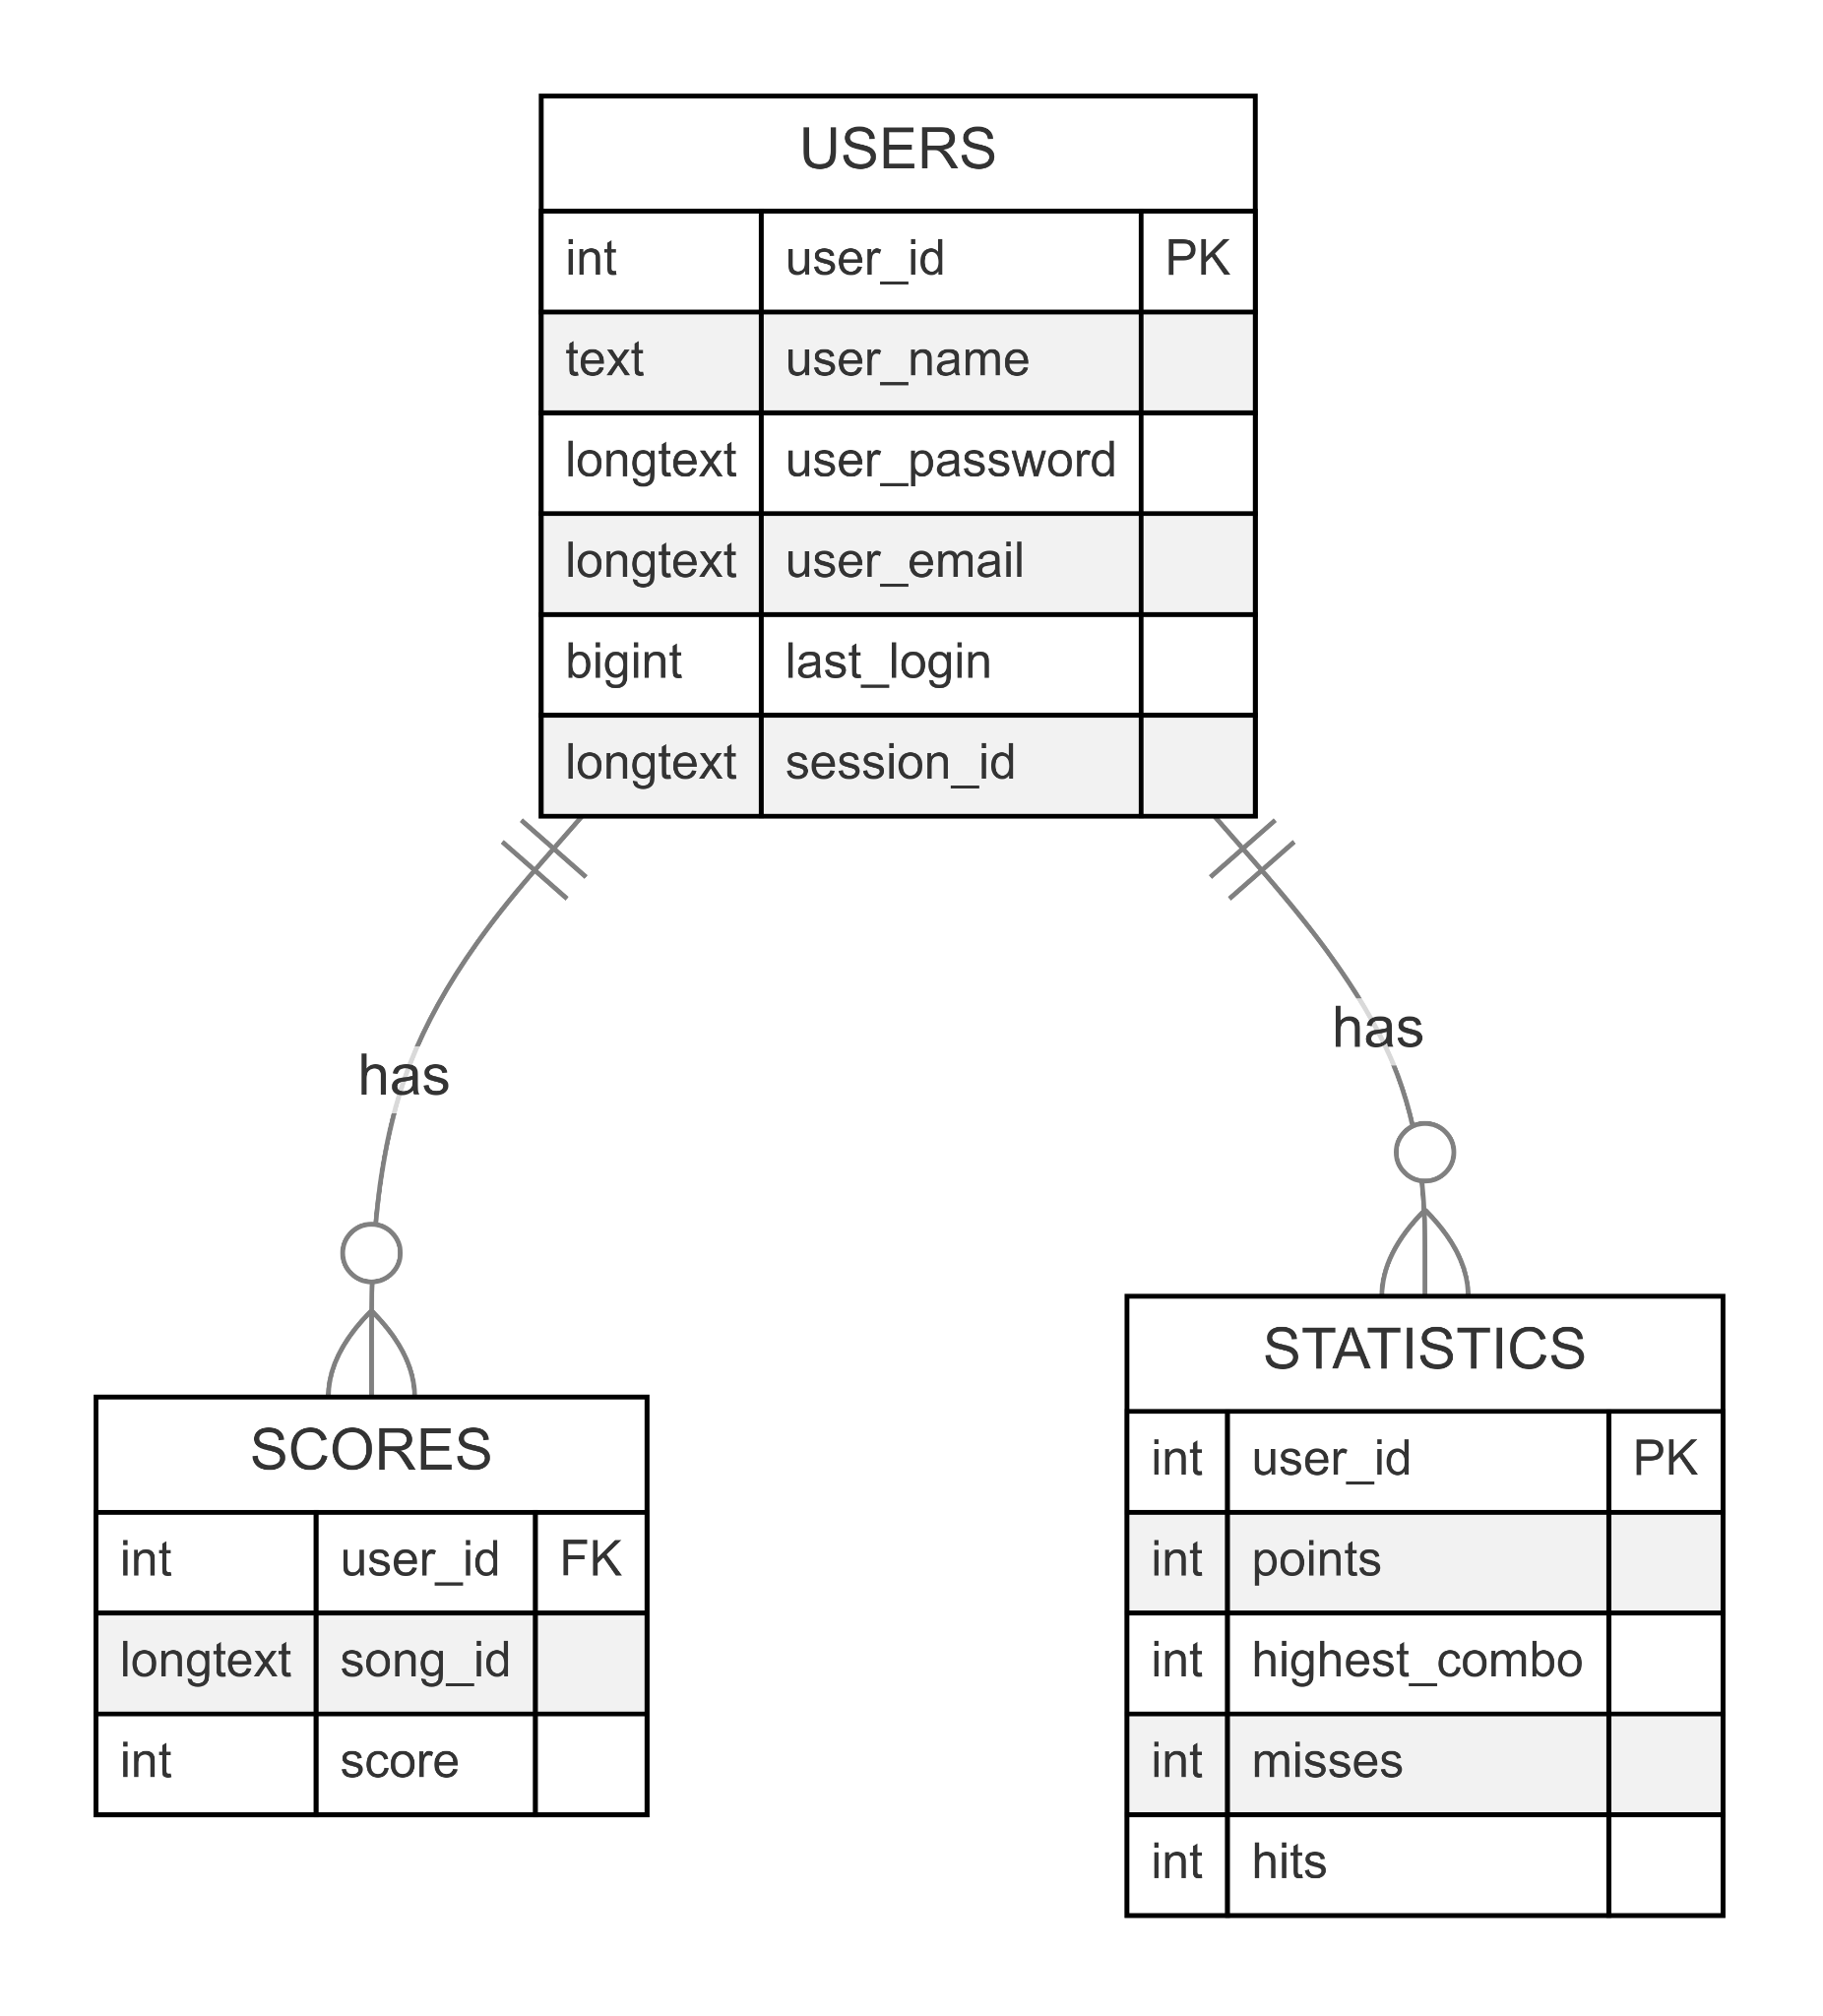 USERS
int user_id PK
text user_name
longtext user_password
longtext user_email
bigint last_login
longtext session_id
has
has
SCORES
int user_id FK
longtext song_id
int score
STATISTICS
int user_id PK
int points
int highest_combo
int misses
int hits